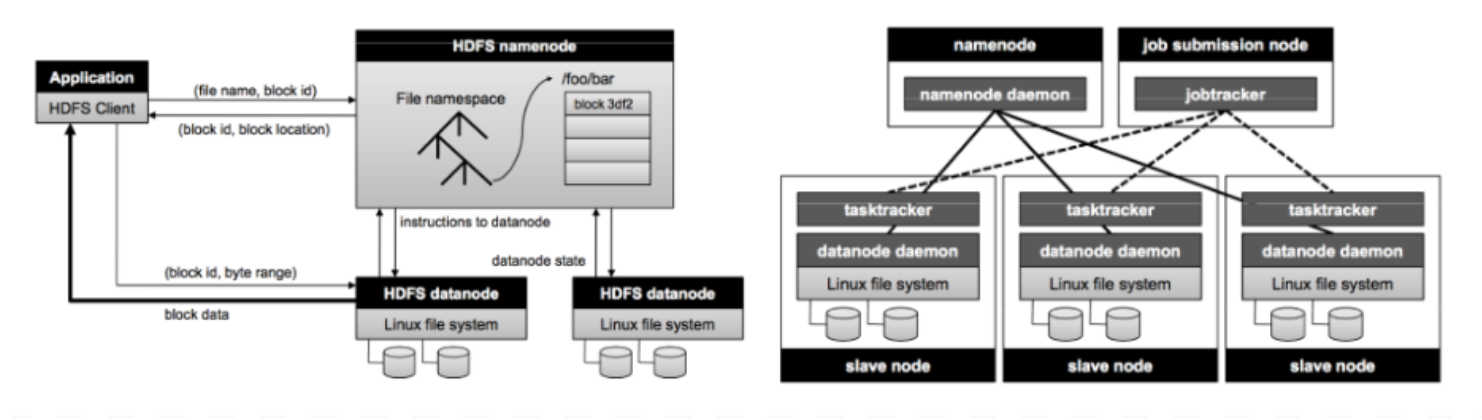 HDFS namenode
Application
HDFS Client
(file name, block id)
(block id, block location)
File namespace
/foo/bar
block 3df2
instructions to datanode
datanode state
(block id, byte range)
block data
HDFS datanode
Linux file system
HDFS datanode
Linux file system
namenode
namenode daemon
job submission node
jobtracker
tasktracker
datanode daemon
Linux file system
slave node
tasktracker
datanode daemon
Linux file system
slave node
tasktracker
datanode daemon
Linux file system
slave node